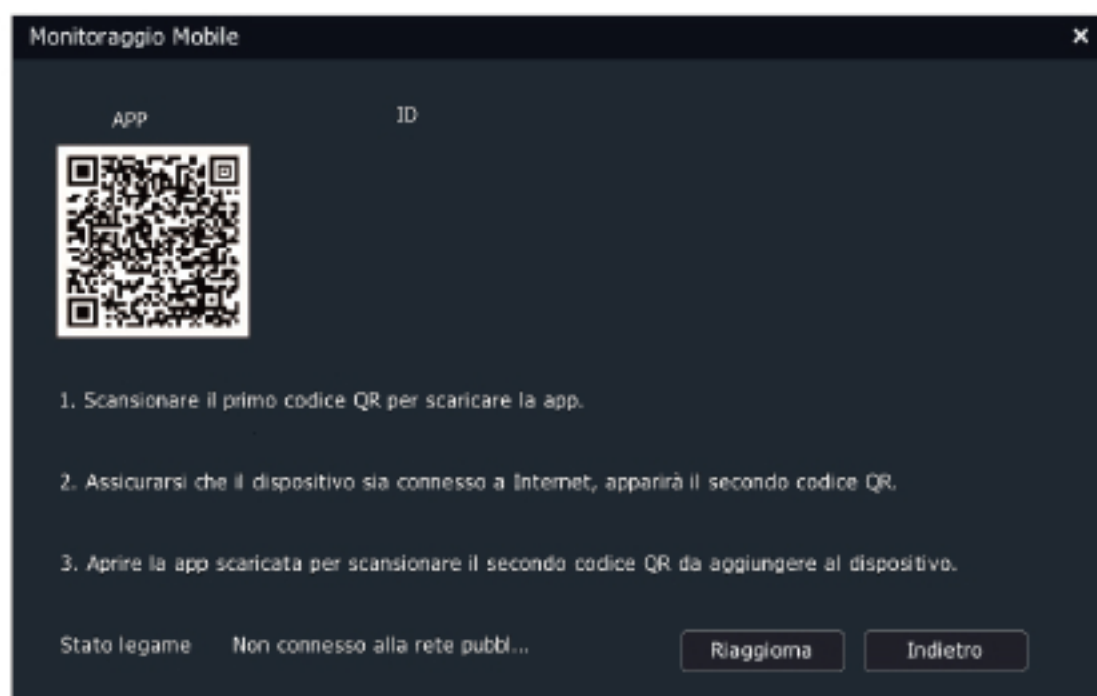 Monitoraggio Mobile
APP
ID
1. Scansionare il primo codice QR per scaricare la app.
2. Assicurarsi che il dispositivo sia connesso a Internet, apparirà il secondo codice QR.
3. Aprire la app scaricata per scansionare il secondo codice QR da aggiungere al dispositivo.
Stato legame Non connesso alla rete pubbl...
Riaggiorna Indietro